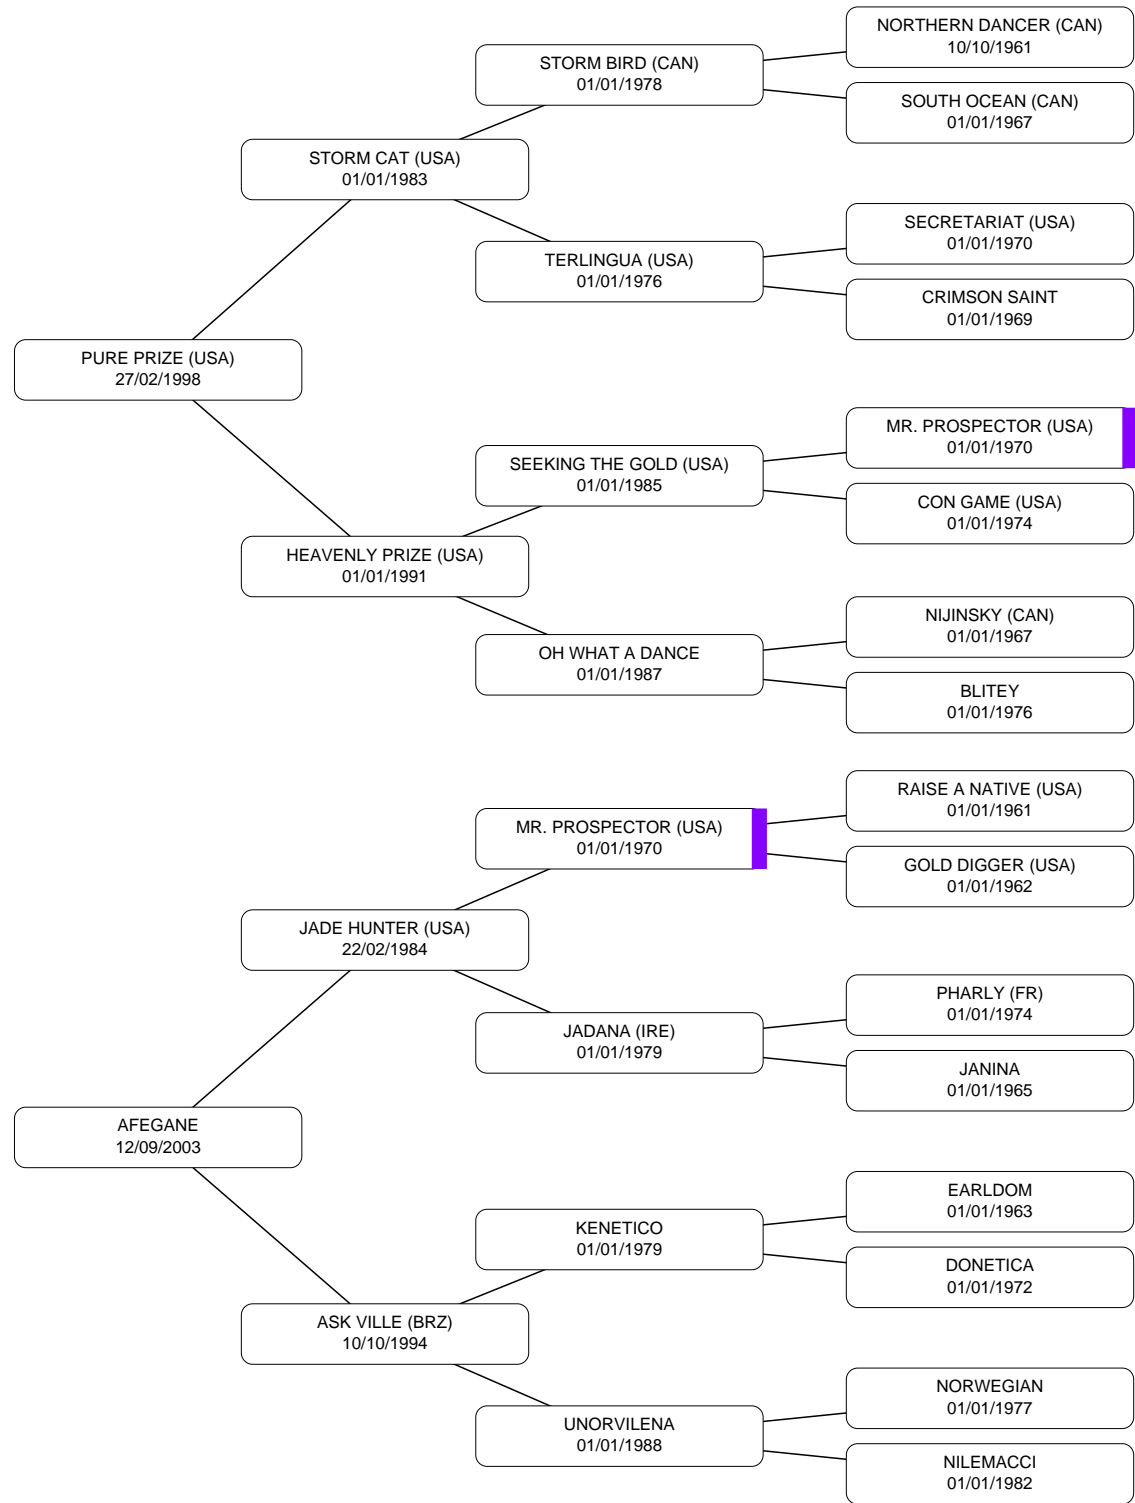 NORTHERN DANCER (CAN)
10/10/1961
STORM BIRD (CAN)
01/01/1978
SOUTH OCEAN (CAN)
01/01/1967
STORM CAT (USA)
01/01/1983
SECRETARIAT (USA)
01/01/1970
TERLINGUA (USA)
01/01/1976
CRIMSON SAINT
01/01/1969
PURE PRIZE (USA)
27/02/1998
MR. PROSPECTOR (USA)
01/01/1970
SEEKING THE GOLD (USA)
01/01/1985
CON GAME (USA)
01/01/1974
HEAVENLY PRIZE (USA)
01/01/1991
NIJINSKY (CAN)
01/01/1967
OH WHAT A DANCE
01/01/1987
BLITEY
01/01/1976
RAISE A NATIVE (USA)
01/01/1961
MR. PROSPECTOR (USA)
01/01/1970
GOLD DIGGER (USA)
01/01/1962
JADE HUNTER (USA)
22/02/1984
PHARLY (FR)
01/01/1974
JADANA (IRE)
01/01/1979
JANINA
01/01/1965
AFEGANE
12/09/2003
EARLDOM
01/01/1963
KENETICO
01/01/1979
DONETICA
01/01/1972
ASK VILLE (BRZ)
10/10/1994
NORWEGIAN
01/01/1977
UNORVILENA
01/01/1988
NILEMACCI
01/01/1982